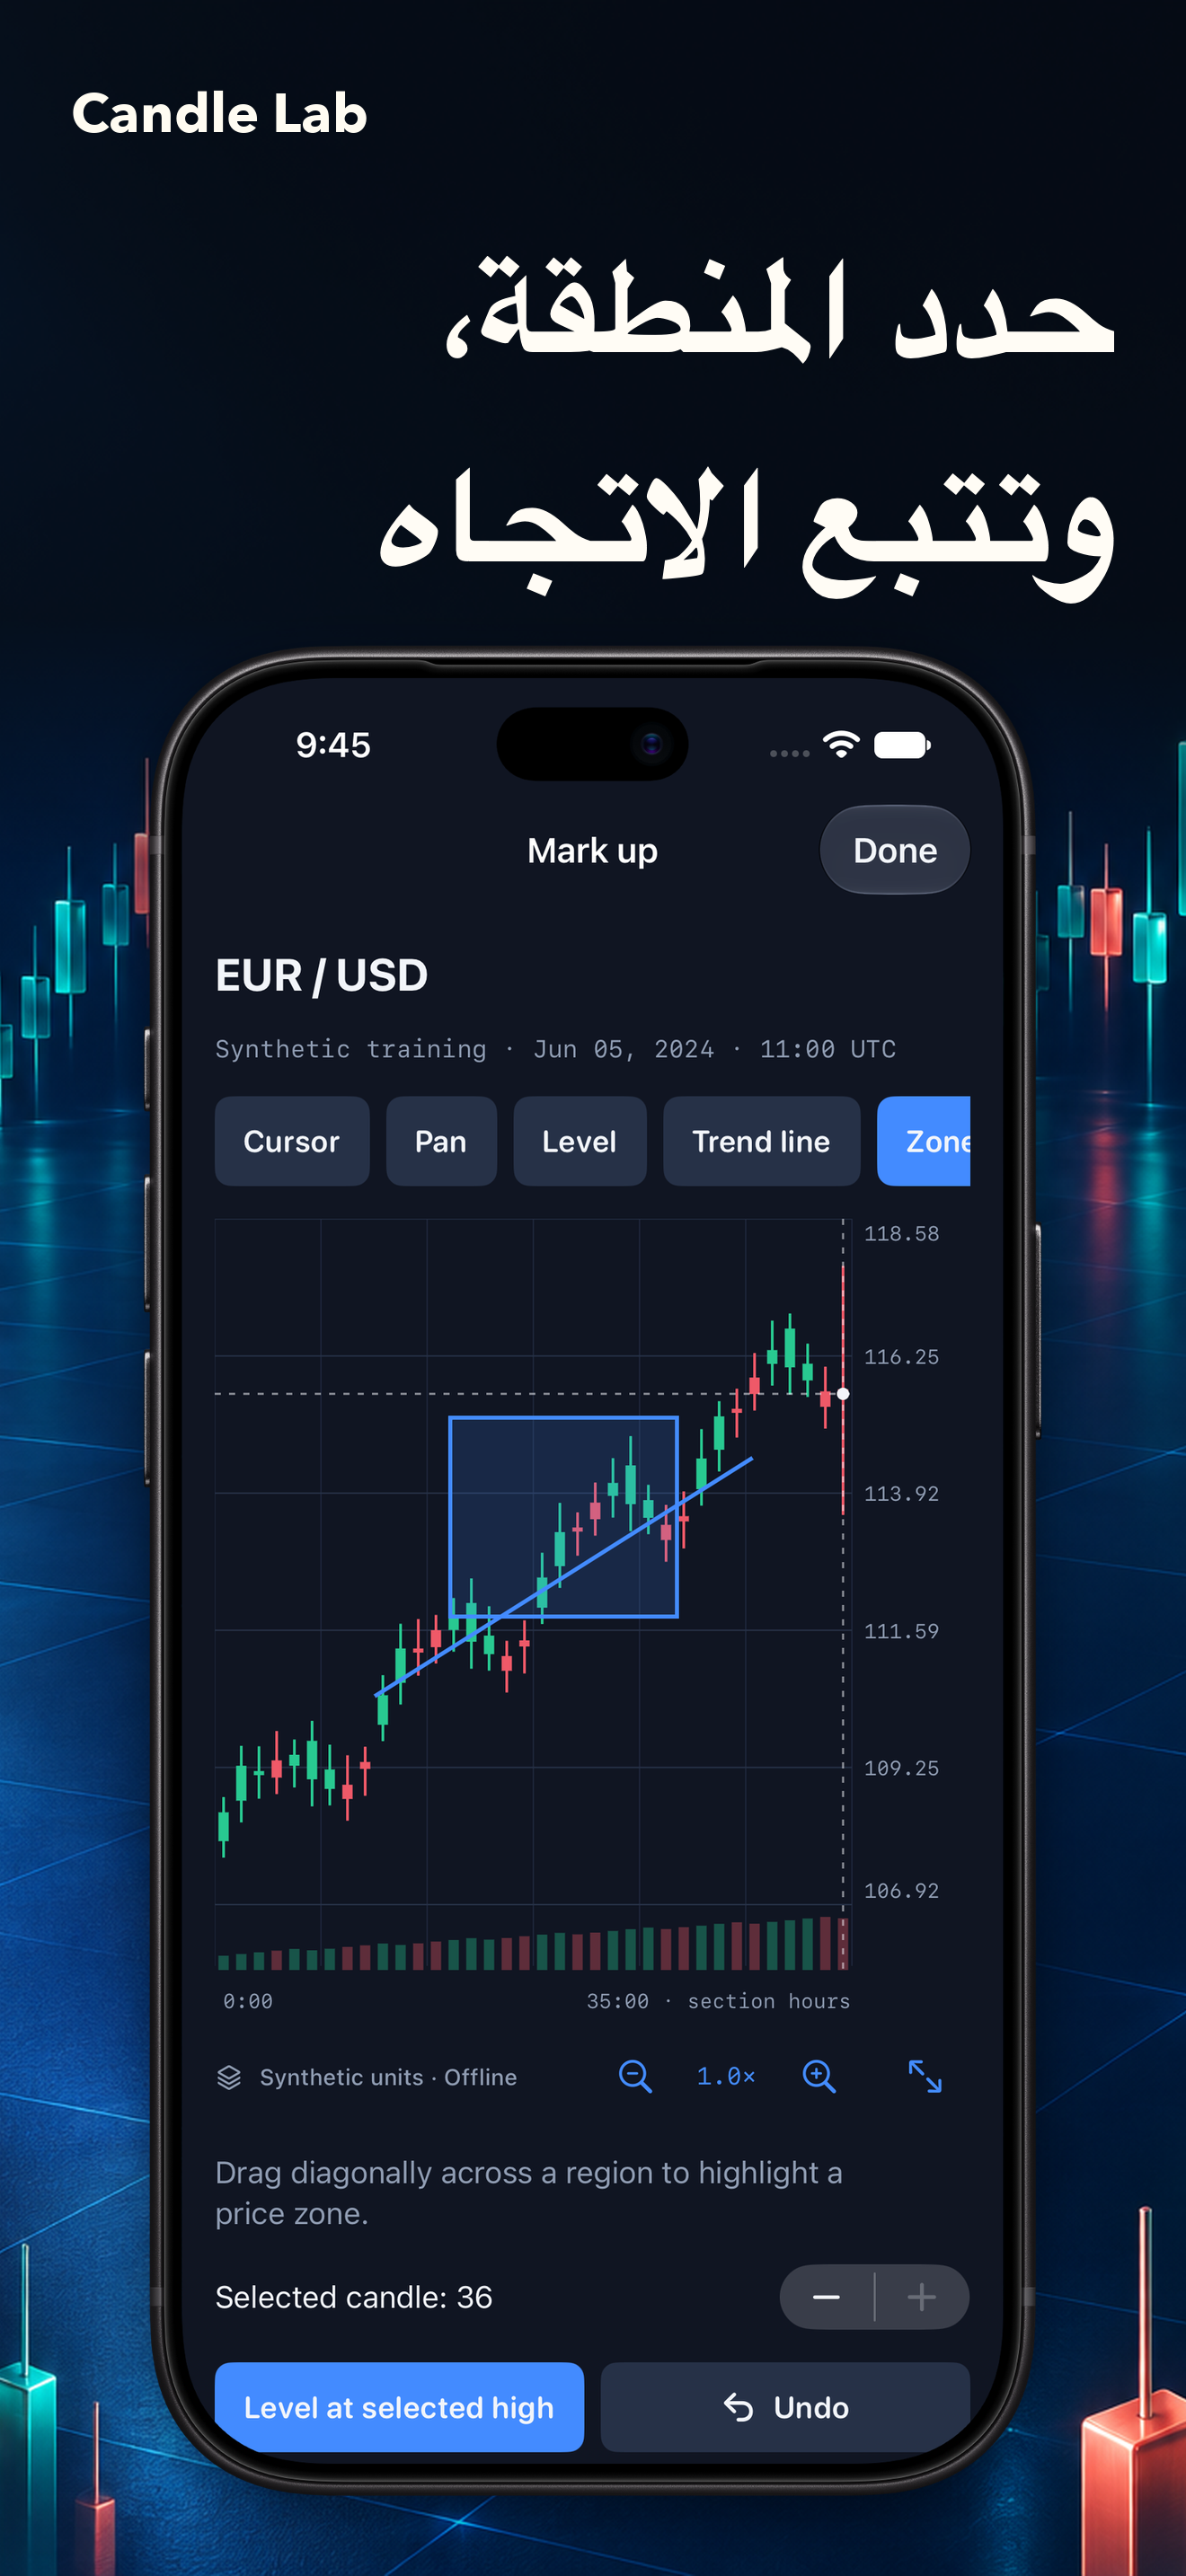 Candle Lab
حدد المنطقة،
وتتبع الاتجاه
9:45
Mark up
Done
EUR / USD
Synthetic training · Jun 05, 2024 · 11:00 UTC
Cursor
Pan
Level
Trend line
Zone
118.58
116.25
113.92
111.59
109.25
106.92
0:00
35:00 · section hours
Synthetic units · Offline
1.0×
Drag diagonally across a region to highlight a
price zone.
Selected candle: 36
Level at selected high
Undo